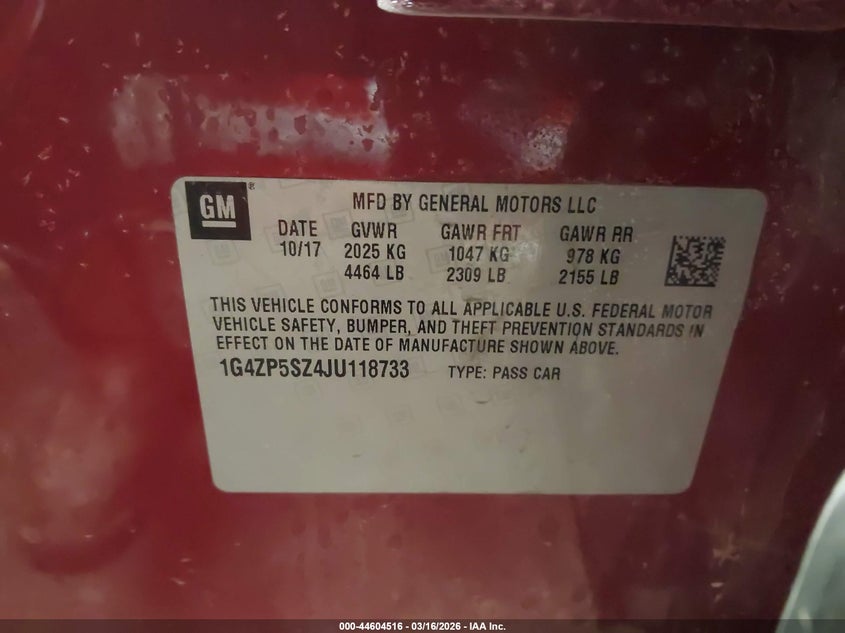 GM ® MFD BY GENERAL MOTORS LLC
DATE GVWR GAWR FRT GAWR RR
10/17 2025 KG 1047 KG 978 KG
4464 LB 2309 LB 2155 LB
THIS VEHICLE CONFORMS TO ALL APPLICABLE U.S. FEDERAL MOTOR
VEHICLE SAFETY, BUMPER, AND THEFT PREVENTION STANDARDS IN
EFFECT ON THE DATE OF MANUFACTURE SHOWN ABOVE.
1G4ZP5SZ4JU118733 TYPE: PASS CAR
000-44604516 - 03/16/2026 - IAA Inc.